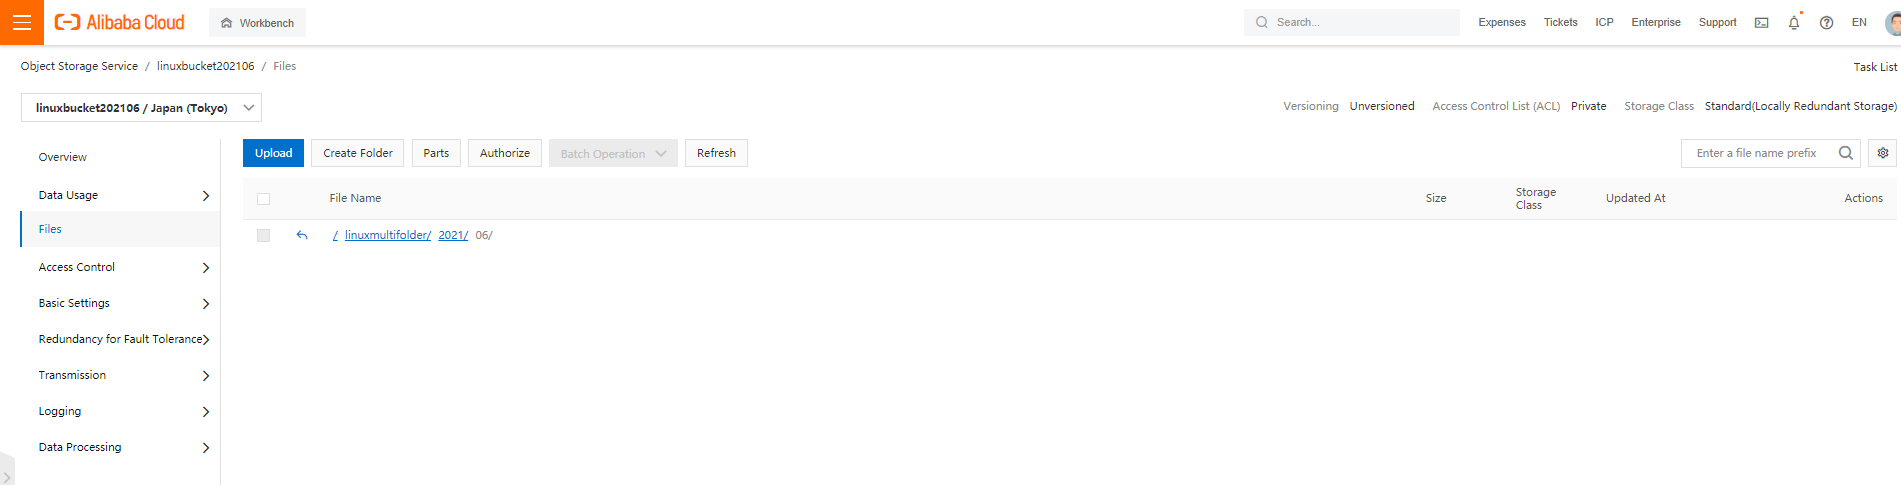 Alibaba Cloud Workbench Search... Expenses Tickets ICP Enterprise Support EN
Object Storage Service / linuxbucket202106 / Files Task List
linuxbucket202106 / Japan (Tokyo) Versioning Unversioned Access Control List (ACL) Private Storage Class Standard(Locally Redundant Storage)
Overview
Data Usage
Files
Access Control
Basic Settings
Redundancy for Fault Tolerance
Transmission
Logging
Data Processing
Upload Create Folder Parts Authorize Batch Operation Refresh Enter a file name prefix
File Name Size Storage Class Updated At Actions
/ linuxmultifolder/ 2021/ 06/